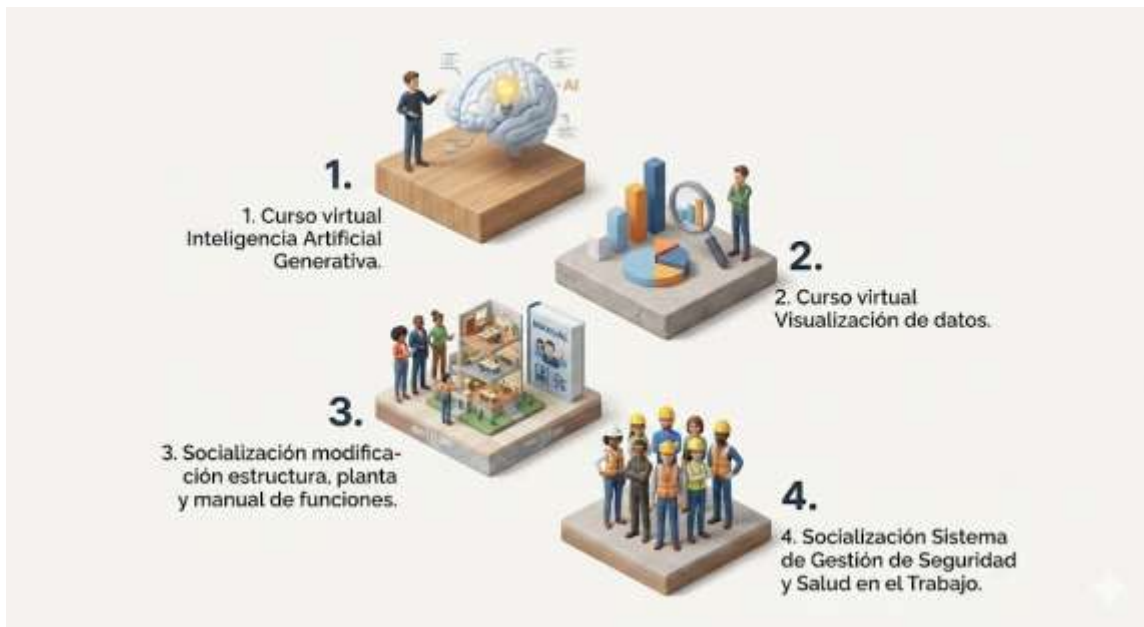 AI
1.
1. Curso virtual
Inteligencia Artificial
Generativa.
2.
2. Curso virtual
Visualización de datos.
3.
3. Socialización modifica-
ción estructura, planta
y manual de funciones.
4.
4. Socialización Sistema
de Gestión de Seguridad
y Salud en el Trabajo.